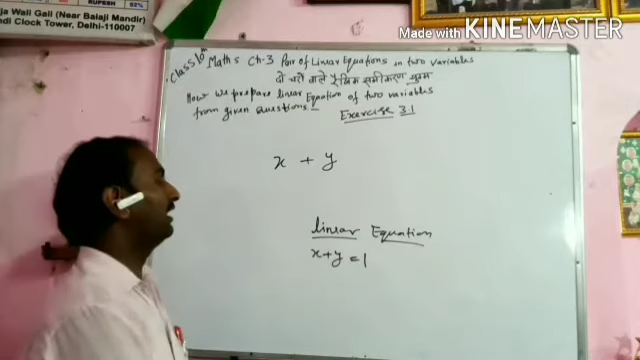 Made with KINEMASTER
RUPESH
ja Wali Gali (Near Balaji Mandir)
di Clock Tower, Delhi-110007
Class 10th Maths Ch-3 Pair of Linear Equations in two variables
दो चरों वाले रैखिक समीकरण युग्म
How we prepare linear Equation of two variables
from given questions
Exercise 3.1
x + y
linear Equation
x+y = 1